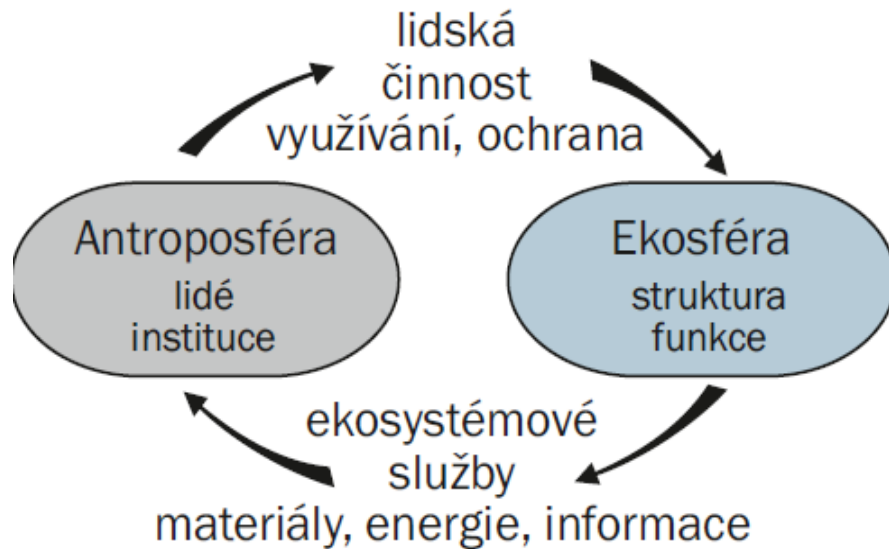 lidská
činnost
využívání, ochrana
Antroposféra
lidé
instituce
Ekosféra
struktura
funkce
ekosystémové
služby
materiály, energie, informace